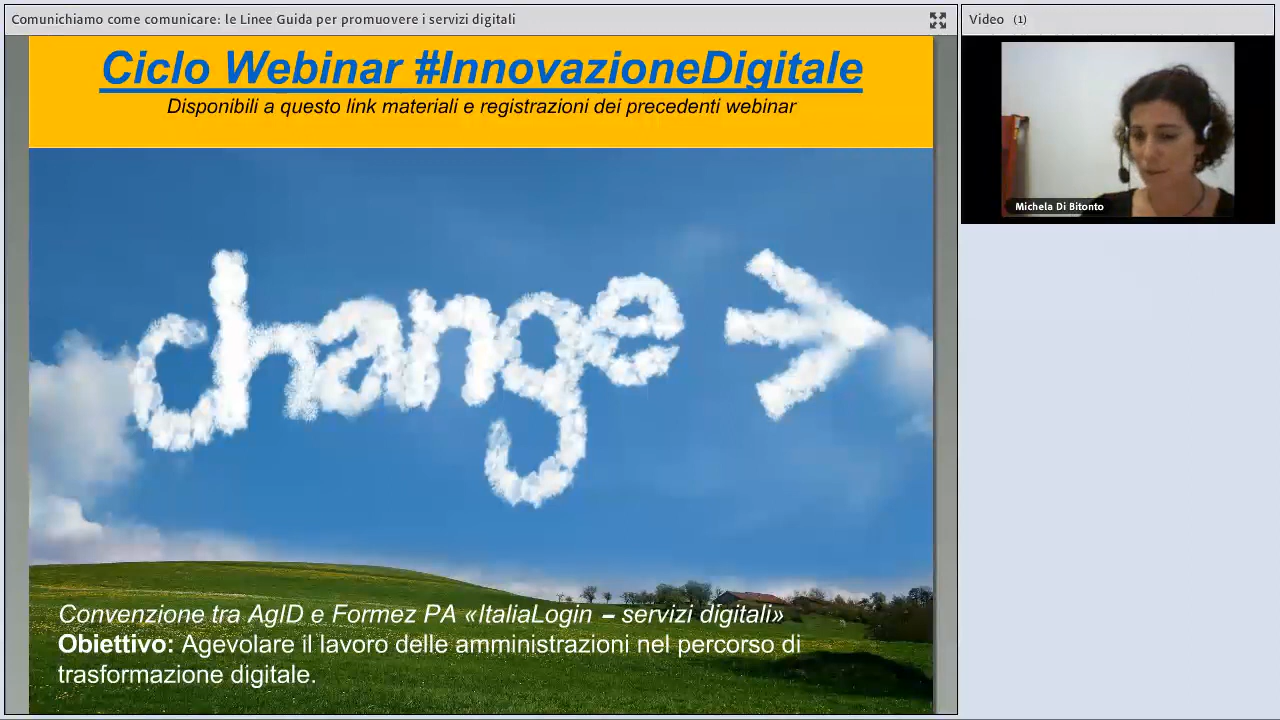 Comunichiamo come comunicare: le Linee Guida per promuovere i servizi digitali
Video (1)
Ciclo Webinar #InnovazioneDigitale
Disponibili a questo link materiali e registrazioni dei precedenti webinar
Michela Di Bitonto
change
Convenzione tra AgID e Formez PA «ItaliaLogin – servizi digitali»
Obiettivo: Agevolare il lavoro delle amministrazioni nel percorso di
trasformazione digitale.